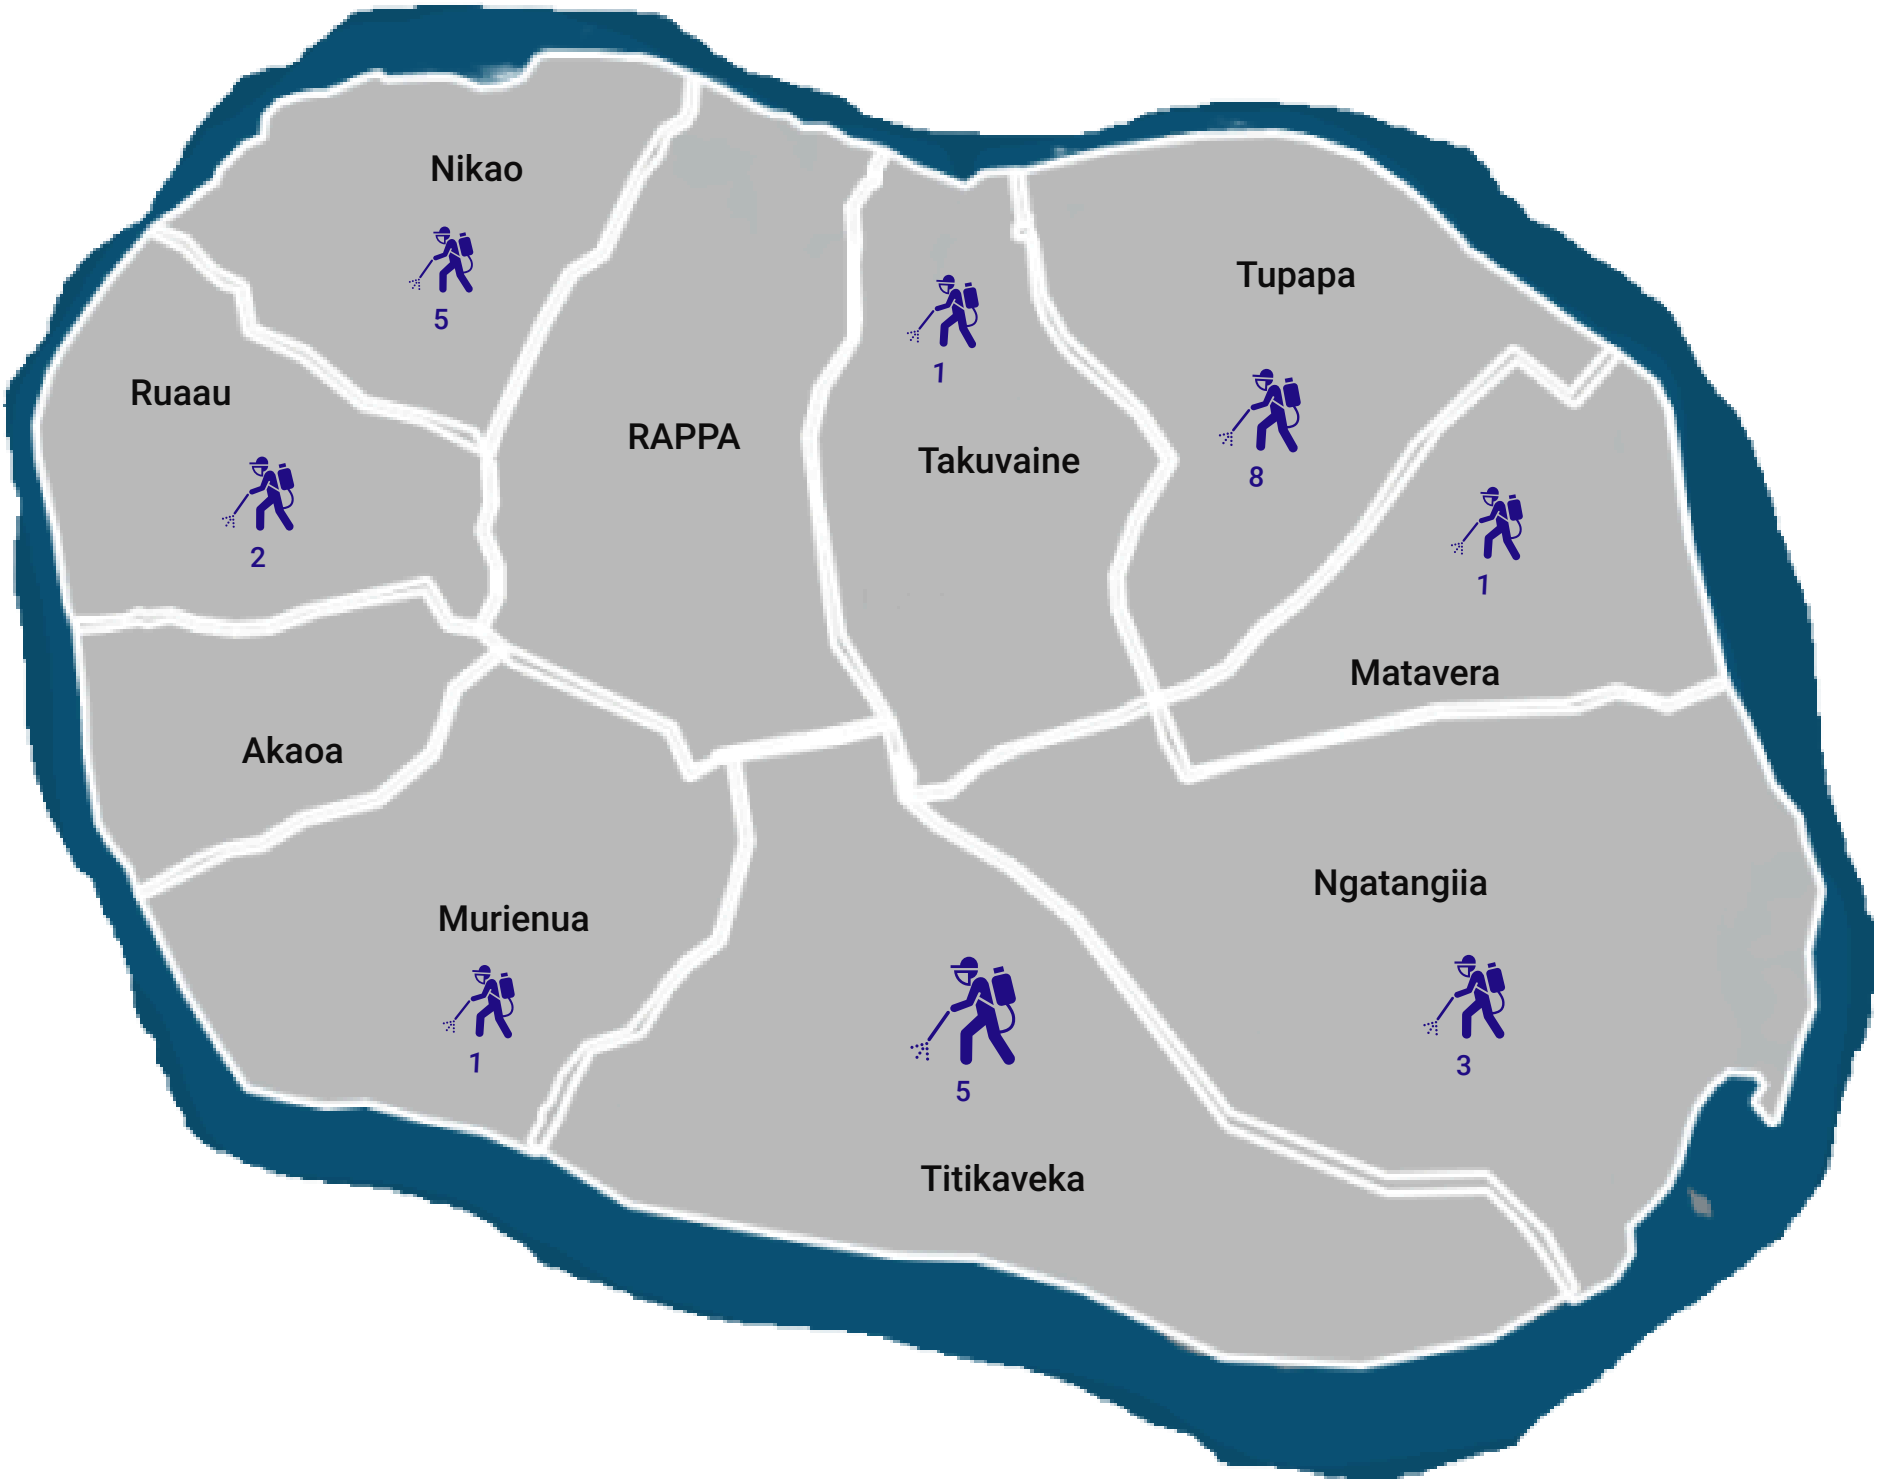 Nikao
5
Tupapa
1
Ruaau
RAPPA
Takuvaine
8
2
1
Matavera
Akaoa
Ngatangiia
Murienua
1
5
3
Titikaveka